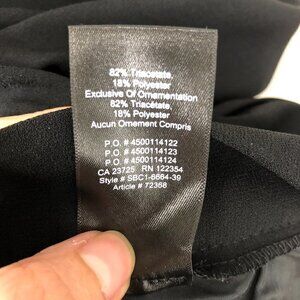 82% Triacetate
18% Polyester
Exclusive Of Ornamentation
82% Triacétate
18% Polyester
Aucun Ornement Compris
P.O. # 4500114122
P.O. # 4500114123
P.O. # 4500114124
CA 23725 RN 122354
Style # SBC1-6664-39
Article # 72368